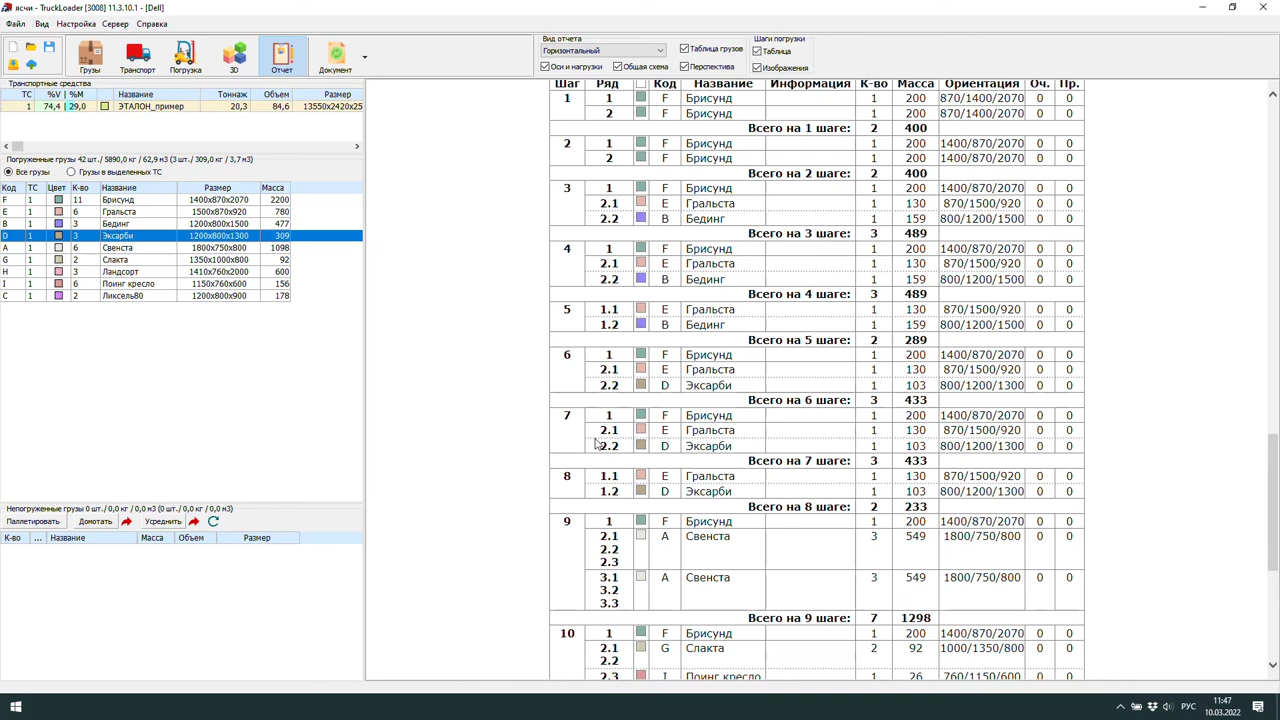 ясчи - TruckLoader [3008] 11.3.10.1 - [Dell]
Файл Вид Настройка Сервер Справка
Грузы Транспорт Погрузка 3D Отчет Документ
Вид отчета
Горизонтальный
Таблица грузов
Оси и нагрузки Общая схема Перспектива
Шаги погрузки
Таблица
Изображения
Транспортные средства
ТС %V %M Название Тоннаж Объем Размер
1 74,4 29,0 ЭТАЛОН_пример 20,3 84,6 13550x2420x25
Погруженные грузы 42 шт./ 5890,0 кг / 62,9 м3 (3 шт./ 309,0 кг / 3,7 м3)
Все грузы Грузы в выделенных ТС
Код ТС Цвет К-во Название Размер Масса
F 1 11 Брисунд 1400x870x2070 2200
E 1 6 Гральста 1500x870x920 780
B 1 3 Бединг 1200x800x1500 477
D 1 3 Эксарби 1200x800x1300 309
A 1 6 Свенста 1800x750x800 1098
G 1 2 Слакта 1350x1000x800 92
H 1 3 Ландсорт 1410x760x2000 600
I 1 6 Поинг кресло 1150x760x600 156
C 1 2 Ликсель80 1200x800x900 178
Непогруженные грузы 0 шт./ 0,0 кг / 0,0 м3 (0 шт./ 0,0 кг / 0,0 м3)
Паллетировать Докотать Усреднить
К-во ... Название Масса Объем Размер
Шаг Ряд Код Название Информация К-во Масса Ориентация Оч. Пр.
1 1 F Брисунд 1 200 870/1400/2070 0 0
2 F Брисунд 1 200 870/1400/2070 0 0
Всего на 1 шаге: 2 400
2 1 F Брисунд 1 200 1400/870/2070 0 0
2 F Брисунд 1 200 1400/870/2070 0 0
Всего на 2 шаге: 2 400
3 1 F Брисунд 1 200 1400/870/2070 0 0
2.1 E Гральста 1 130 870/1500/920 0 0
2.2 B Бединг 1 159 800/1200/1500 0 0
Всего на 3 шаге: 3 489
4 1 F Брисунд 1 200 1400/870/2070 0 0
2.1 E Гральста 1 130 870/1500/920 0 0
2.2 B Бединг 1 159 800/1200/1500 0 0
Всего на 4 шаге: 3 489
5 1.1 E Гральста 1 130 870/1500/920 0 0
1.2 B Бединг 1 159 800/1200/1500 0 0
Всего на 5 шаге: 2 289
6 1 F Брисунд 1 200 1400/870/2070 0 0
2.1 E Гральста 1 130 870/1500/920 0 0
2.2 D Эксарби 1 103 800/1200/1300 0 0
Всего на 6 шаге: 3 433
7 1 F Брисунд 1 200 1400/870/2070 0 0
2.1 E Гральста 1 130 870/1500/920 0 0
2.2 D Эксарби 1 103 800/1200/1300 0 0
Всего на 7 шаге: 3 433
8 1.1 E Гральста 1 130 870/1500/920 0 0
1.2 D Эксарби 1 103 800/1200/1300 0 0
Всего на 8 шаге: 2 233
9 1 F Брисунд 1 200 1400/870/2070 0 0
2.1 A Свенста 3 549 1800/750/800 0 0
2.2
2.3
3.1 A Свенста 3 549 1800/750/800 0 0
3.2
3.3
Всего на 9 шаге: 7 1298
10 1 F Брисунд 1 200 1400/870/2070 0 0
2.1 G Слакта 2 92 1000/1350/800 0 0
2.2
2.3 I Поинг кресло 1 26 760/1150/600 0 0
РУС
11:47
10.03.2022